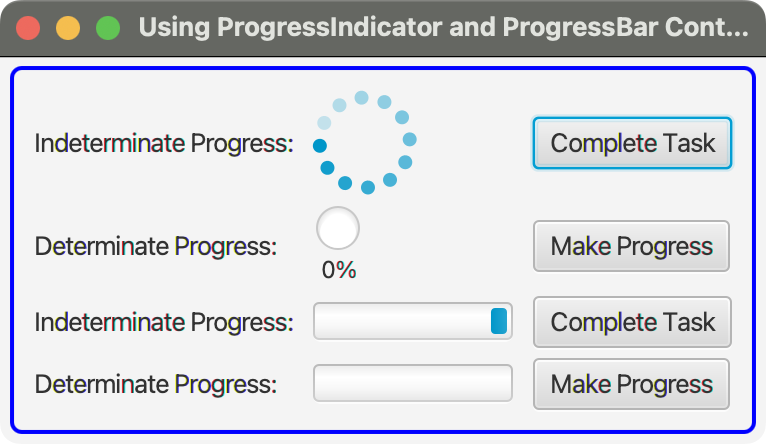 Using ProgressIndicator and ProgressBar Cont...
Indeterminate Progress: Complete Task
Determinate Progress: 0% Make Progress
Indeterminate Progress: Complete Task
Determinate Progress: Make Progress